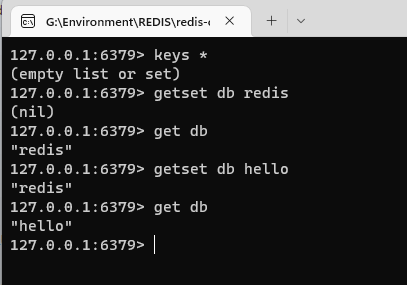 G:\Environment\REDIS\redis-c
127.0.0.1:6379> keys *
(empty list or set)
127.0.0.1:6379> getset db redis
(nil)
127.0.0.1:6379> get db
"redis"
127.0.0.1:6379> getset db hello
"redis"
127.0.0.1:6379> get db
"hello"
127.0.0.1:6379>